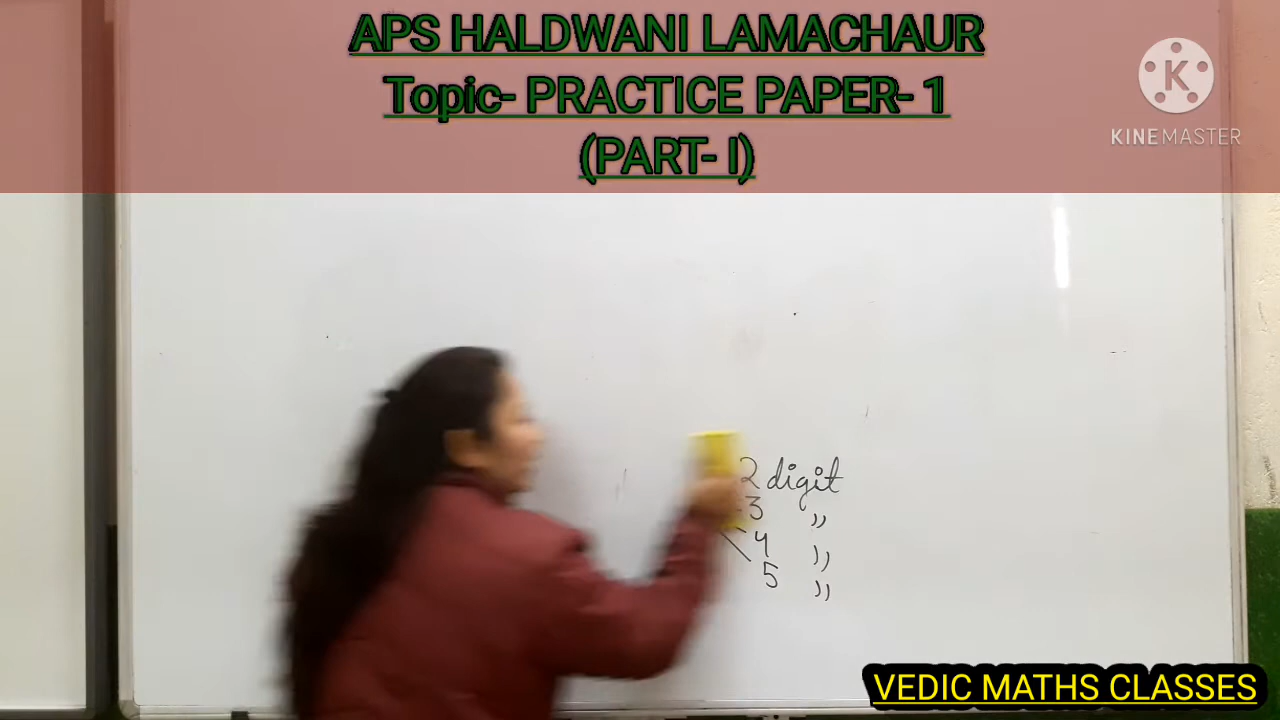 APS HALDWANI LAMACHAUR
Topic- PRACTICE PAPER- 1
(PART- I)
K
KINEMASTER
2 digit
3 ,,
4 ,,
5 ,,
VEDIC MATHS CLASSES